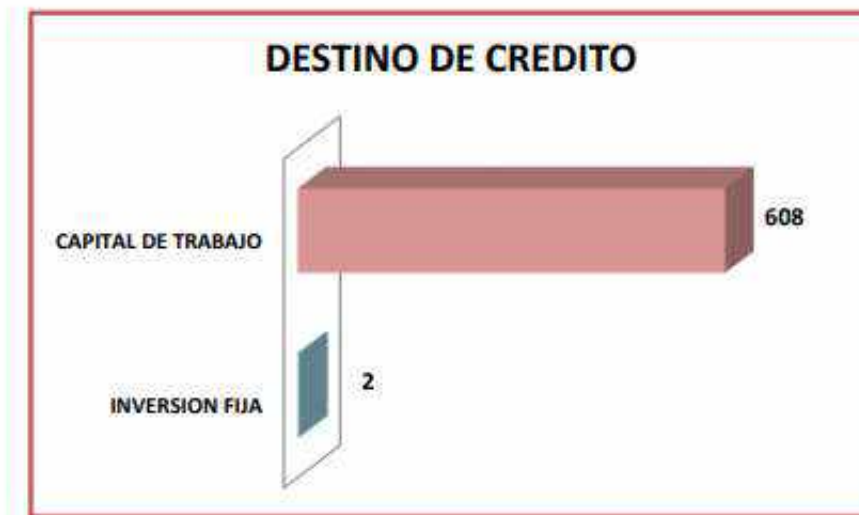 DESTINO DE CREDITO
CAPITAL DE TRABAJO
608
INVERSION FIJA
2